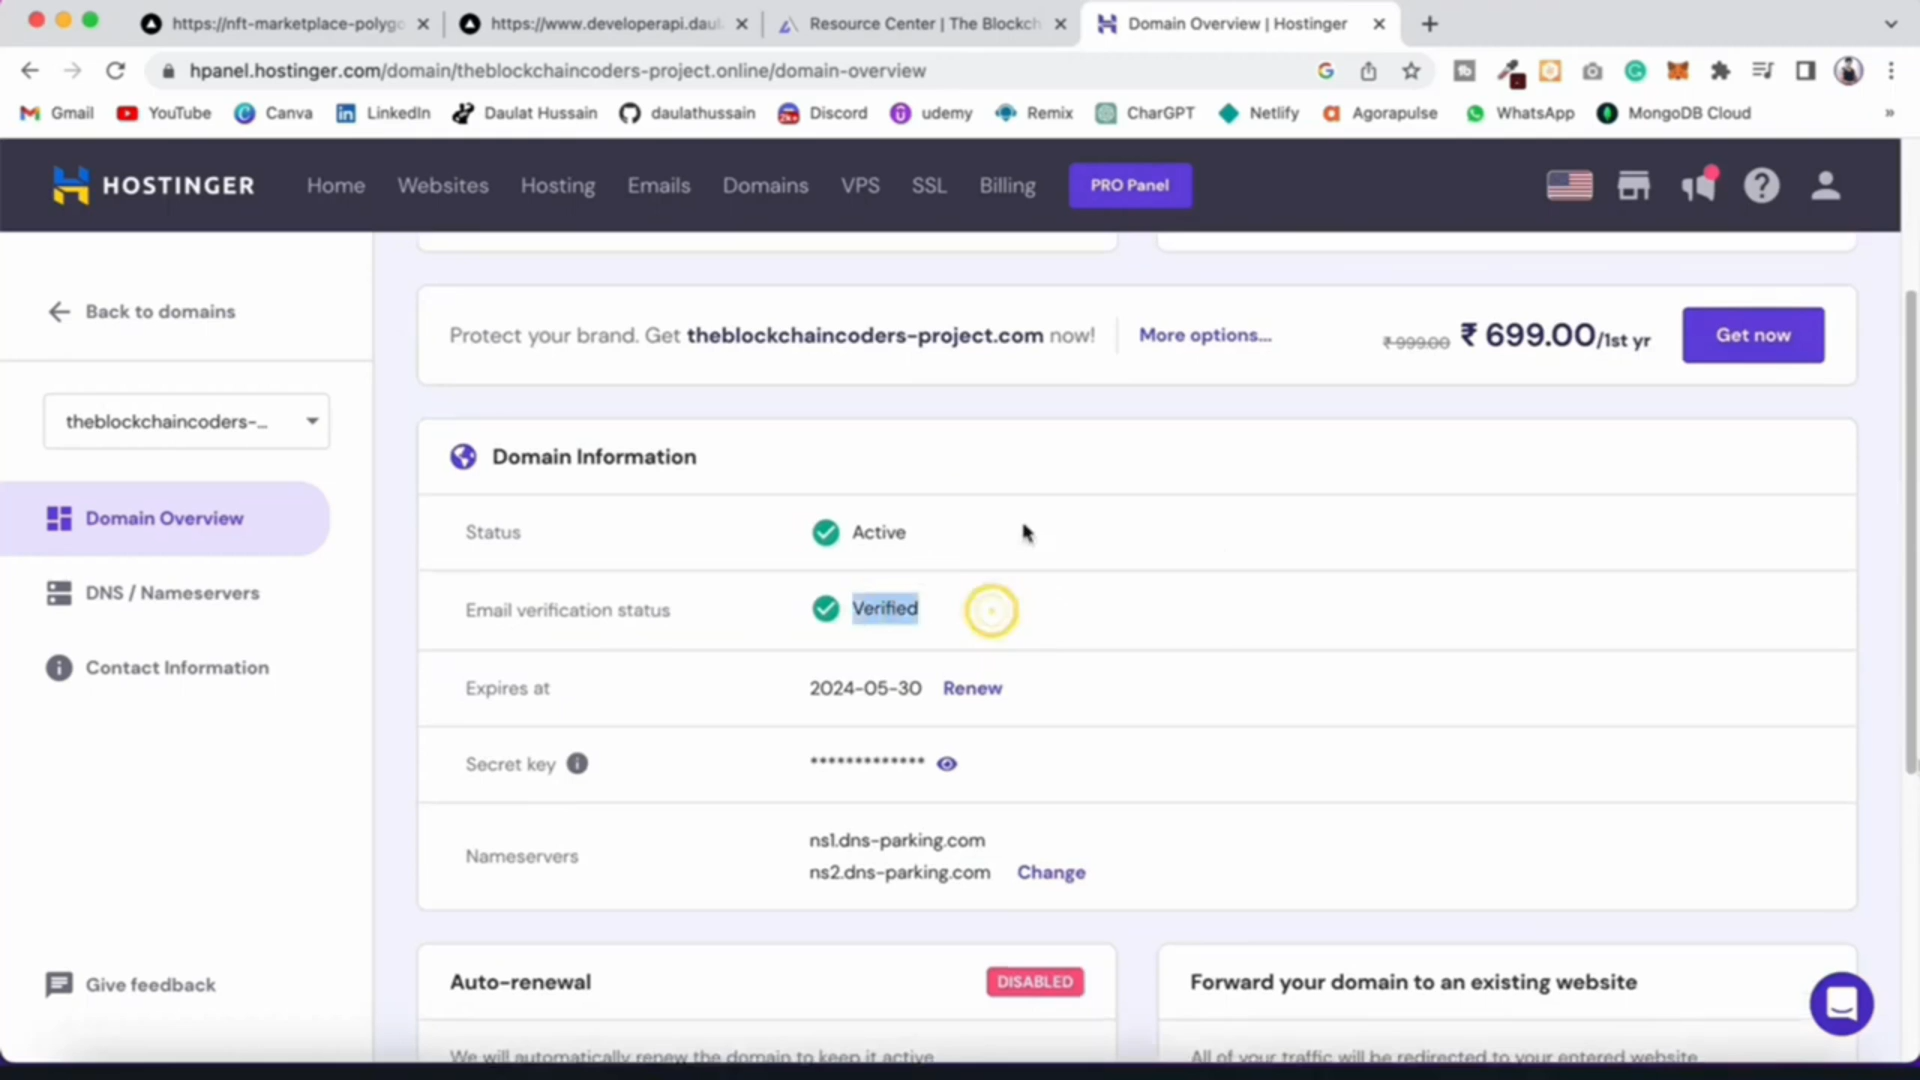 https://nft-marketplace-polygo
https://www.developerapi.daul
Resource Center | The Blockch
Domain Overview | Hostinger
hpanel.hostinger.com/domain/theblockchaincoders-project.online/domain-overview
Gmail
YouTube
Canva
LinkedIn
Daulat Hussain
daulathussain
Discord
udemy
Remix
CharGPT
Netlify
Agorapulse
WhatsApp
MongoDB Cloud
»
HOSTINGER
Home
Websites
Hosting
Emails
Domains
VPS
SSL
Billing
PRO Panel
Back to domains
theblockchaincoders-...
Domain Overview
DNS / Nameservers
Contact Information
Give feedback
Protect your brand. Get theblockchaincoders-project.com now!
More options...
₹ 999.00 ₹ 699.00/1st yr
Get now
Domain Information
Status
Active
Email verification status
Verified
Expires at
2024-05-30 Renew
Secret key
*************
Nameservers
ns1.dns-parking.com
ns2.dns-parking.com Change
Auto-renewal
DISABLED
We will automatically renew the domain to keep it active
Forward your domain to an existing website
All of your traffic will be redirected to your entered website